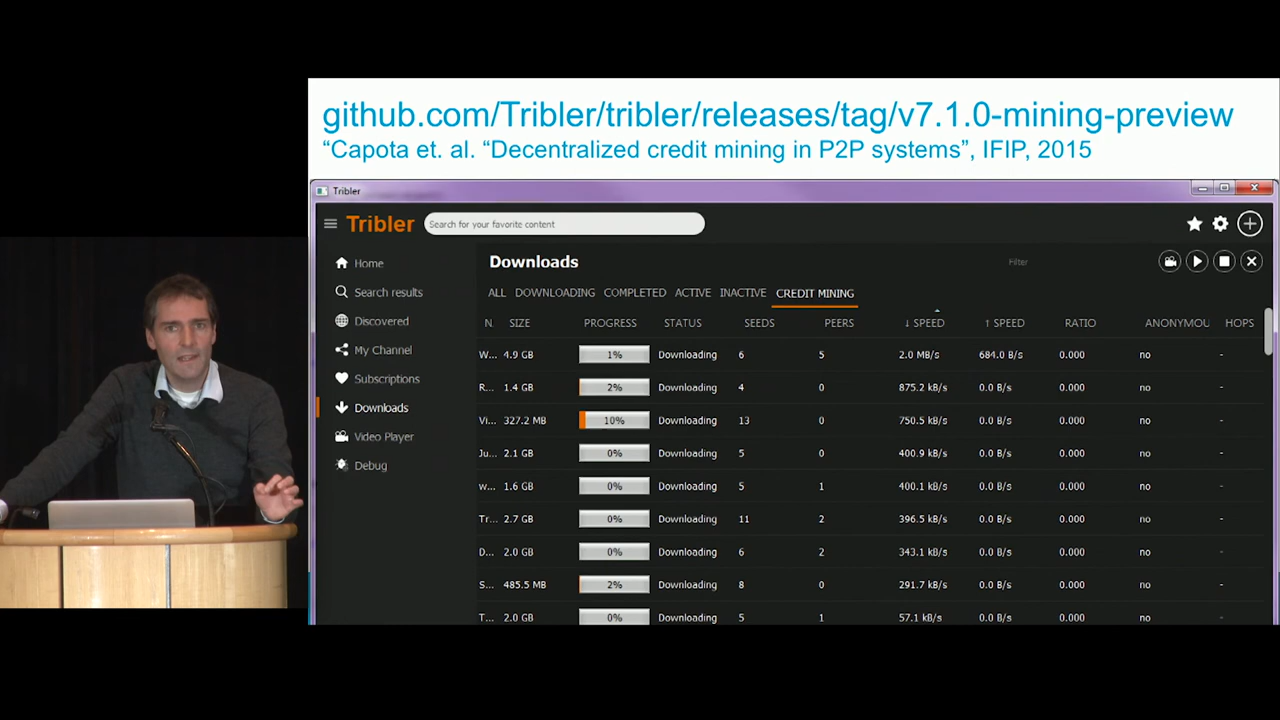 github.com/Tribler/tribler/releases/tag/v7.1.0-mining-preview
“Capota et. al. “Decentralized credit mining in P2P systems”, IFIP, 2015
Tribler
Tribler Search for your favorite content
Home
Search results
Discovered
My Channel
Subscriptions
Downloads
Video Player
Debug
Downloads Filter
ALL DOWNLOADING COMPLETED ACTIVE INACTIVE CREDIT MINING
N. SIZE PROGRESS STATUS SEEDS PEERS ↓ SPEED ↑ SPEED RATIO ANONYMOU HOPS
W... 4.9 GB 1% Downloading 6 5 2.0 MB/s 684.0 B/s 0.000 no -
R... 1.4 GB 2% Downloading 4 0 875.2 kB/s 0.0 B/s 0.000 no -
Vi... 327.2 MB 10% Downloading 13 0 750.5 kB/s 0.0 B/s 0.000 no -
Ju... 2.1 GB 0% Downloading 5 0 400.9 kB/s 0.0 B/s 0.000 no -
w... 1.6 GB 0% Downloading 5 1 400.1 kB/s 0.0 B/s 0.000 no -
Tr... 2.7 GB 0% Downloading 11 2 396.5 kB/s 0.0 B/s 0.000 no -
D... 2.0 GB 0% Downloading 6 2 343.1 kB/s 0.0 B/s 0.000 no -
S... 485.5 MB 2% Downloading 8 0 291.7 kB/s 0.0 B/s 0.000 no -
T... 2.0 GB 0% Downloading 5 1 57.1 kB/s 0.0 B/s 0.000 no -